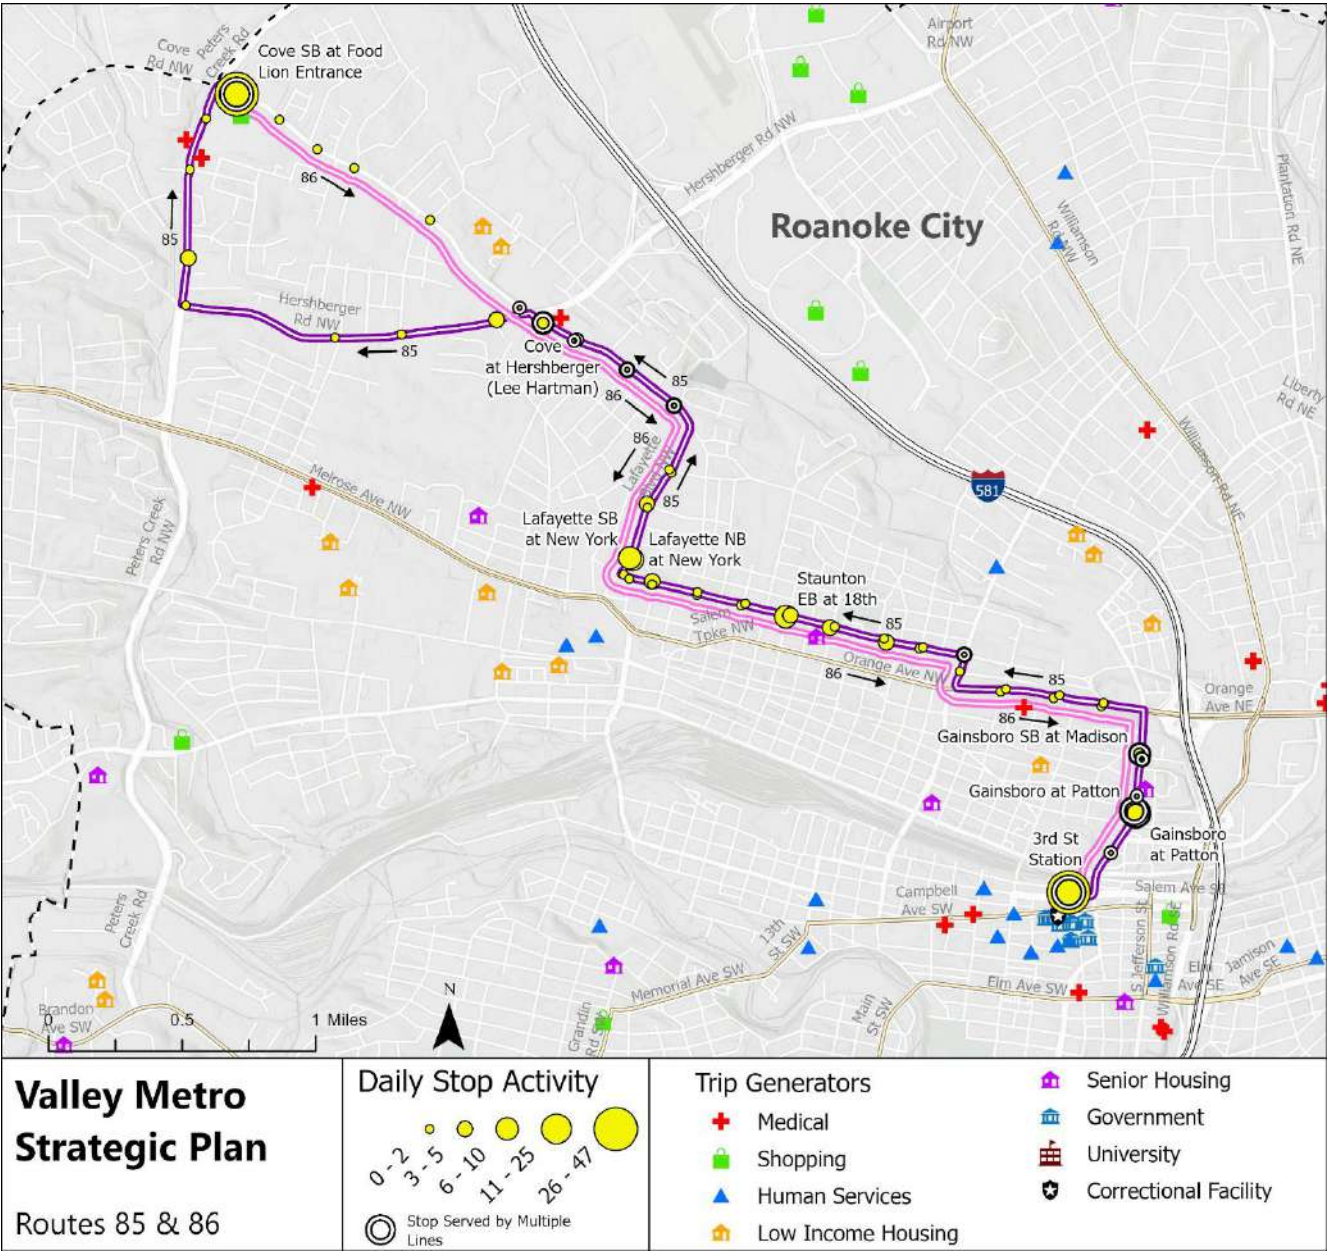 Cove
Rd NW
Peters
Creek Rd
Cove SB at Food
Lion Entrance
Airport
Rd NW
Hershberger Rd NW
Plantation Rd NE
86
Williamson
Rd NW
Roanoke City
85
Hershberger
Rd NW
85
Cove
at Hershberger
(Lee Hartman)
85
86
Liberty
Rd NE
86
Lafayette
Blvd NW
Williamson Rd NE
Melrose Ave NW
581
85
Peters Creek
Rd NW
Lafayette SB
at New York
Lafayette NB
at New York
Staunton
EB at 18th
85
Salem
Tpke NW
Orange Ave NW
86
85
Orange
Ave NE
86
Gainsboro SB at Madison
Gainsboro at Patton
Gainsboro
at Patton
3rd St
Station
Peters
Creek Rd
Campbell
Ave SW
Salem Ave SE
13th
St SW
S Jefferson St
Williamson Rd SE
Memorial Ave SW
Elm Ave SW
Elm
Ave SE
Jamison
Ave SE
Main
St SW
Grandin
Rd SW
Brandon
Ave SW
N
0
0.5
1 Miles
Valley Metro
Strategic Plan
Routes 85 & 86
Daily Stop Activity
0 - 2
3 - 5
6 - 10
11 - 25
26 - 47
Stop Served by Multiple
Lines
Trip Generators
Medical
Shopping
Human Services
Low Income Housing
Senior Housing
Government
University
Correctional Facility